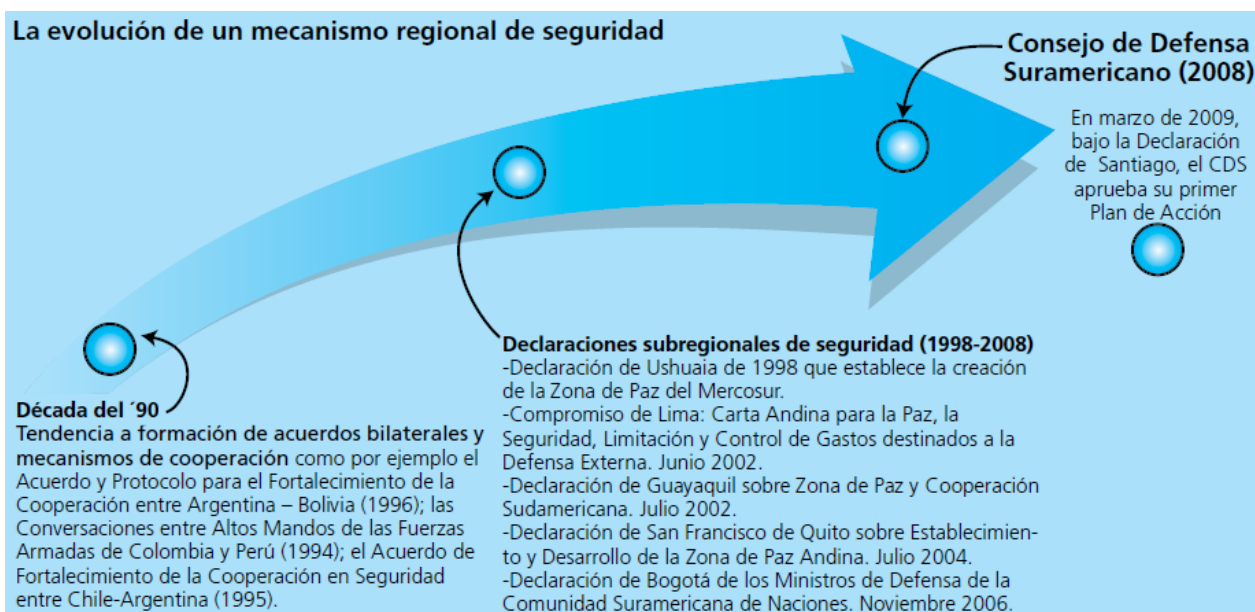 La evolución de un mecanismo regional de seguridad
Consejo de Defensa
Suramericano (2008)
En marzo de 2009,
bajo la Declaración
de Santiago, el CDS
aprueba su primer
Plan de Acción
Década del ´90
Tendencia a formación de acuerdos bilaterales y
mecanismos de cooperación como por ejemplo el
Acuerdo y Protocolo para el Fortalecimiento de la
Cooperación entre Argentina – Bolivia (1996); las
Conversaciones entre Altos Mandos de las Fuerzas
Armadas de Colombia y Perú (1994); el Acuerdo de
Fortalecimiento de la Cooperación en Seguridad
entre Chile-Argentina (1995).
Declaraciones subregionales de seguridad (1998-2008)
-Declaración de Ushuaia de 1998 que establece la creación
de la Zona de Paz del Mercosur.
-Compromiso de Lima: Carta Andina para la Paz, la
Seguridad, Limitación y Control de Gastos destinados a la
Defensa Externa. Junio 2002.
-Declaración de Guayaquil sobre Zona de Paz y Cooperación
Sudamericana. Julio 2002.
-Declaración de San Francisco de Quito sobre Establecimien-
to y Desarrollo de la Zona de Paz Andina. Julio 2004.
-Declaración de Bogotá de los Ministros de Defensa de la
Comunidad Suramericana de Naciones. Noviembre 2006.